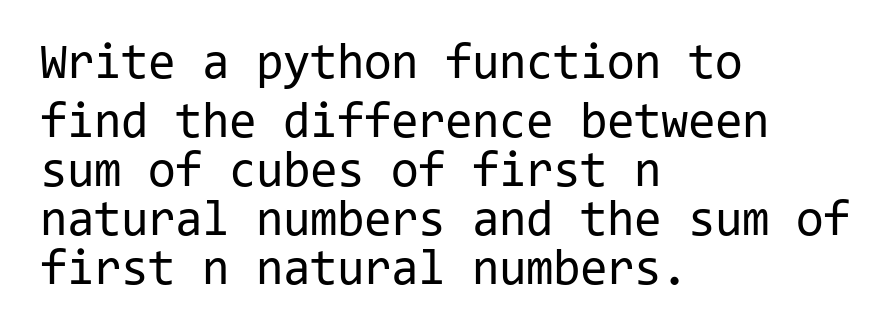 Write a python function to
find the difference between
sum of cubes of first n
natural numbers and the sum of
first n natural numbers.